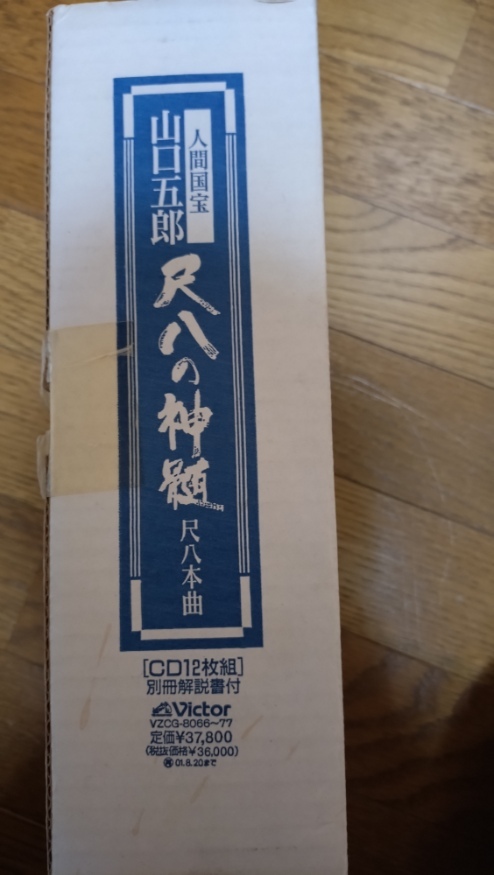 人間国宝
山口五郎
尺八の神髄
尺八本曲
[CD12枚組]
別冊解説書付
Victor
VZCG-8066~77
定価¥37,800
(税抜価格¥36,000)
01.8.20まで